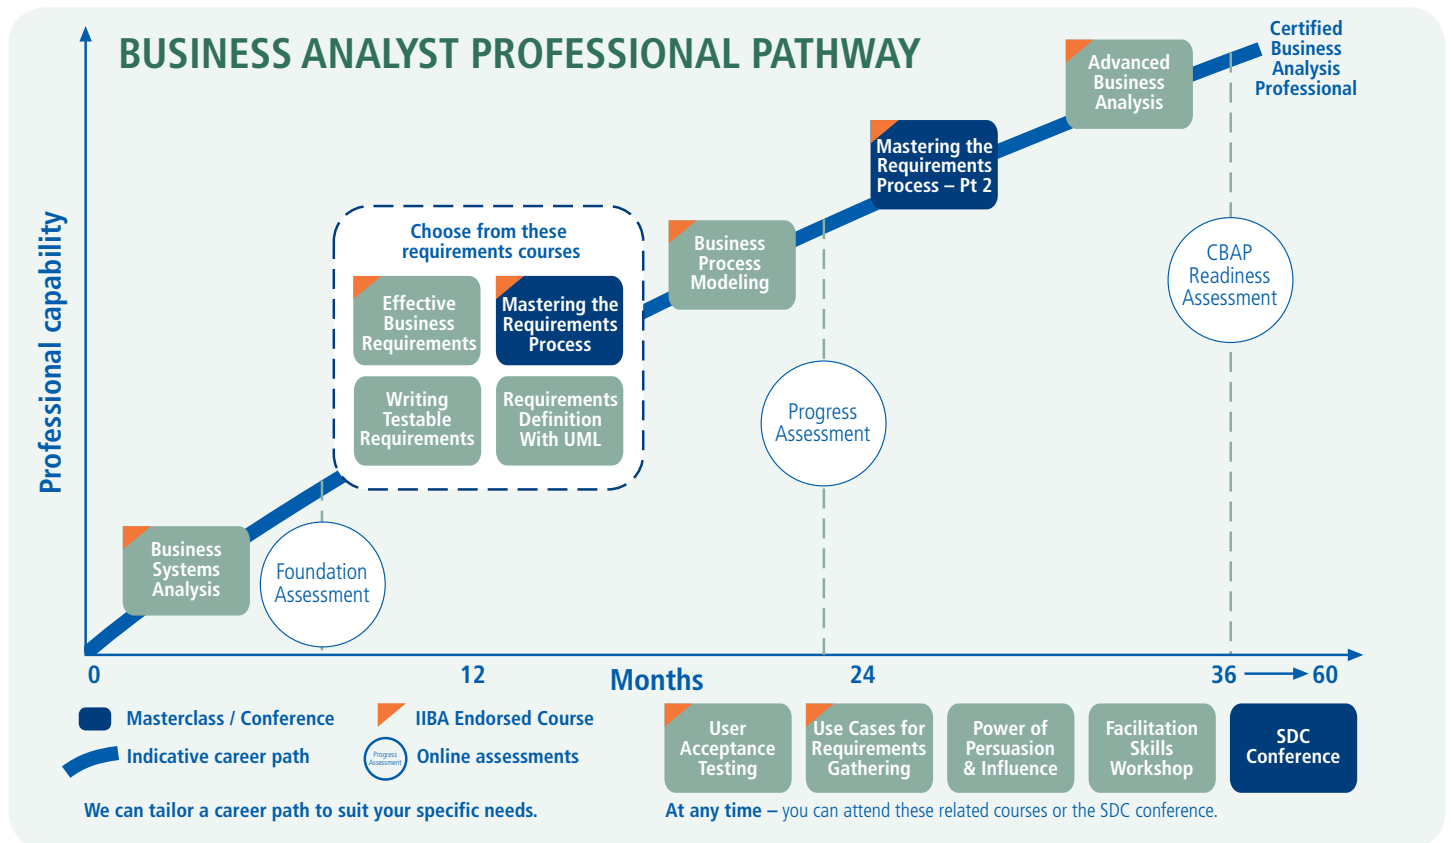 BUSINESS ANALYST PROFESSIONAL PATHWAY
Certified
Business
Analysis
Professional
Advanced
Business
Analysis
Mastering the
Requirements
Process – Pt 2
Professional capability
Choose from these
requirements courses
Effective
Business
Requirements
Mastering the
Requirements
Process
Writing
Testable
Requirements
Requirements
Definition
With UML
Business
Process
Modeling
CBAP
Readiness
Assessment
Progress
Assessment
Business
Systems
Analysis
Foundation
Assessment
0
12
Months
24
36
60
Masterclass / Conference
IIBA Endorsed Course
Indicative career path
Progress
Assessment
Online assessments
We can tailor a career path to suit your specific needs.
User
Acceptance
Testing
Use Cases for
Requirements
Gathering
Power of
Persuasion
& Influence
Facilitation
Skills
Workshop
SDC
Conference
At any time – you can attend these related courses or the SDC conference.